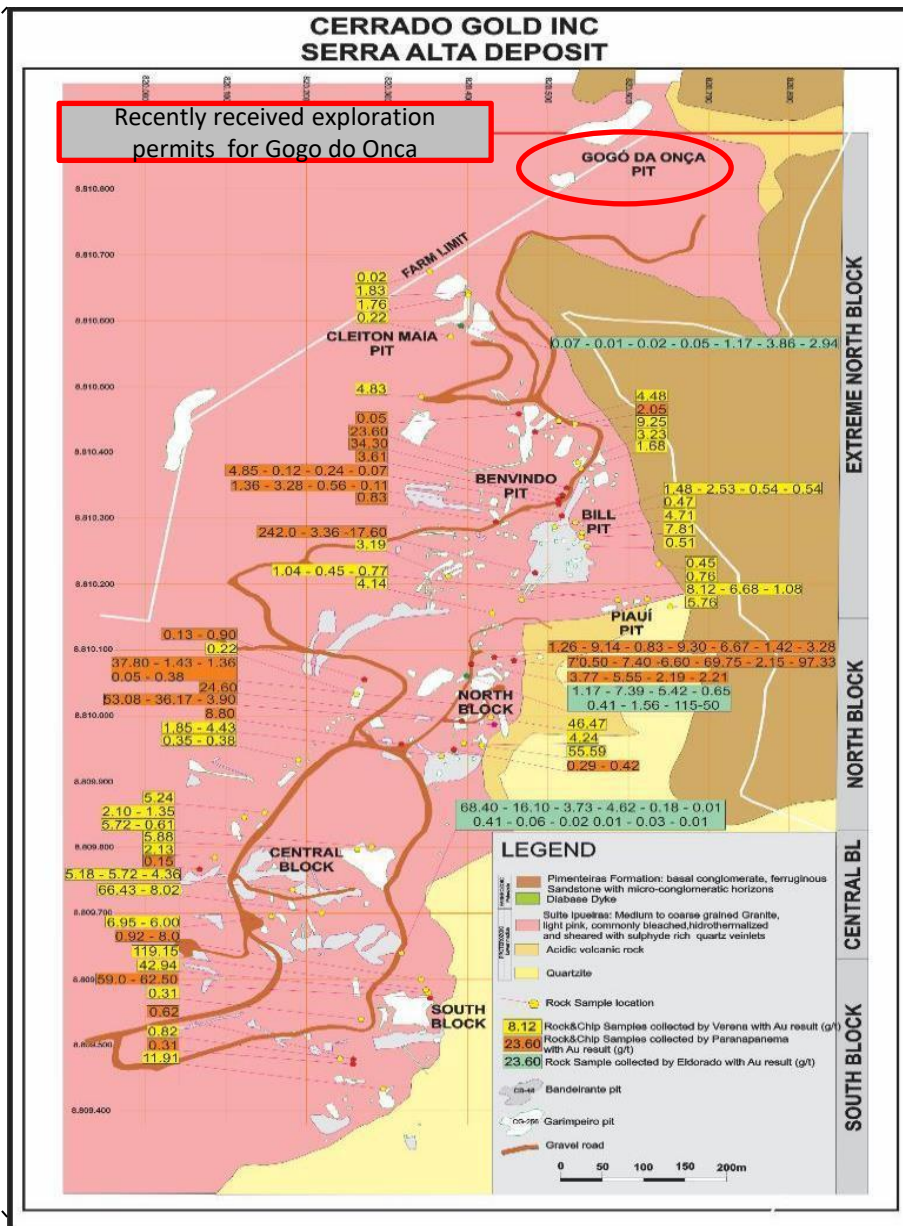 CERRADO GOLD INC
SERRA ALTA DEPOSIT
Recently received exploration
permits for Gogo do Onca
GOGÓ DA ONÇA
PIT
8.810.800
8.810.700
FARM LIMIT
0.02
1.83
1.76
0.22
8.810.600
CLEITON MAIA
PIT
0.07 - 0.01 - 0.02 - 0.05 - 1.17 - 3.86 - 2.94
EXTREME NORTH BLOCK
8.810.500
4.83
4.48
2.05
9.25
3.23
1.68
0.05
23.60
34.30
3.61
4.85 - 0.12 - 0.24 - 0.07
1.36 - 3.28 - 0.56 - 0.11
0.83
8.810.400
BENVINDO
PIT
BILL
PIT
1.48 - 2.53 - 0.54 - 0.54
0.47
4.71
7.81
0.51
8.810.300
242.0 - 3.36 -17.60
3.19
1.04 - 0.45 - 0.77
4.14
0.45
0.76
8.12 - 6.68 - 1.08
5.76
8.810.200
PIAUÍ
PIT
0.13 - 0.90
0.22
8.810.100
37.80 - 1.43 - 1.36
0.05 - 0.38
24.60
53.08 - 36.17 - 3.90
8.80
1.85 - 4.43
0.35 - 0.38
1.26 - 9.14 - 0.83 - 9.30 - 6.67 - 1.42 - 3.28
7'0.50 - 7.40 - 6.60 - 69.75 - 2.15 - 97.33
3.77 - 5.55 - 2.19 - 2.21
1.17 - 7.39 - 5.42 - 0.65
0.41 - 1.56 - 115-50
NORTH
BLOCK
NORTH BLOCK
8.810.000
46.47
4.24
55.59
0.29 - 0.42
8.809.900
68.40 - 16.10 - 3.73 - 4.62 - 0.18 - 0.01
0.41 - 0.06 - 0.02 0.01 - 0.03 - 0.01
5.24
2.10 - 1.35
5.72 - 0.61
5.88
2.13
0.15
5.18 - 5.72 - 4.36
66.43 - 8.02
8.809.800
CENTRAL
BLOCK
CENTRAL BL
8.809.700
6.95 - 6.00
0.92 - 8.0
119.15
42.94
59.0 - 62.50
0.31
0.62
0.82
0.31
11.91
SOUTH
BLOCK
SOUTH BLOCK
8.809.500
8.809.400
LEGEND
Pimenteiras Formation: basal conglomerate, ferruginous
Sandstone with micro-conglomeratic horizons
Diabase Dyke
Suite Ipueiras: Medium to coarse grained Granite,
light pink, commonly bleached,hidrothermalized
and sheared with sulphyde rich quartz veinlets
Acidic volcanic rock
Quartzite
Rock Sample location
8.12 Rock&Chip Samples collected by Verena with Au result (g/t)
23.60 Rock&Chip Samples collected by Paranapanema
with Au result (g/t)
23.60 Rock Sample collected by Eldorado with Au result (g/t)
Bandeirante pit
Garimpeiro pit
Gravel road
0 50 100 150 200m